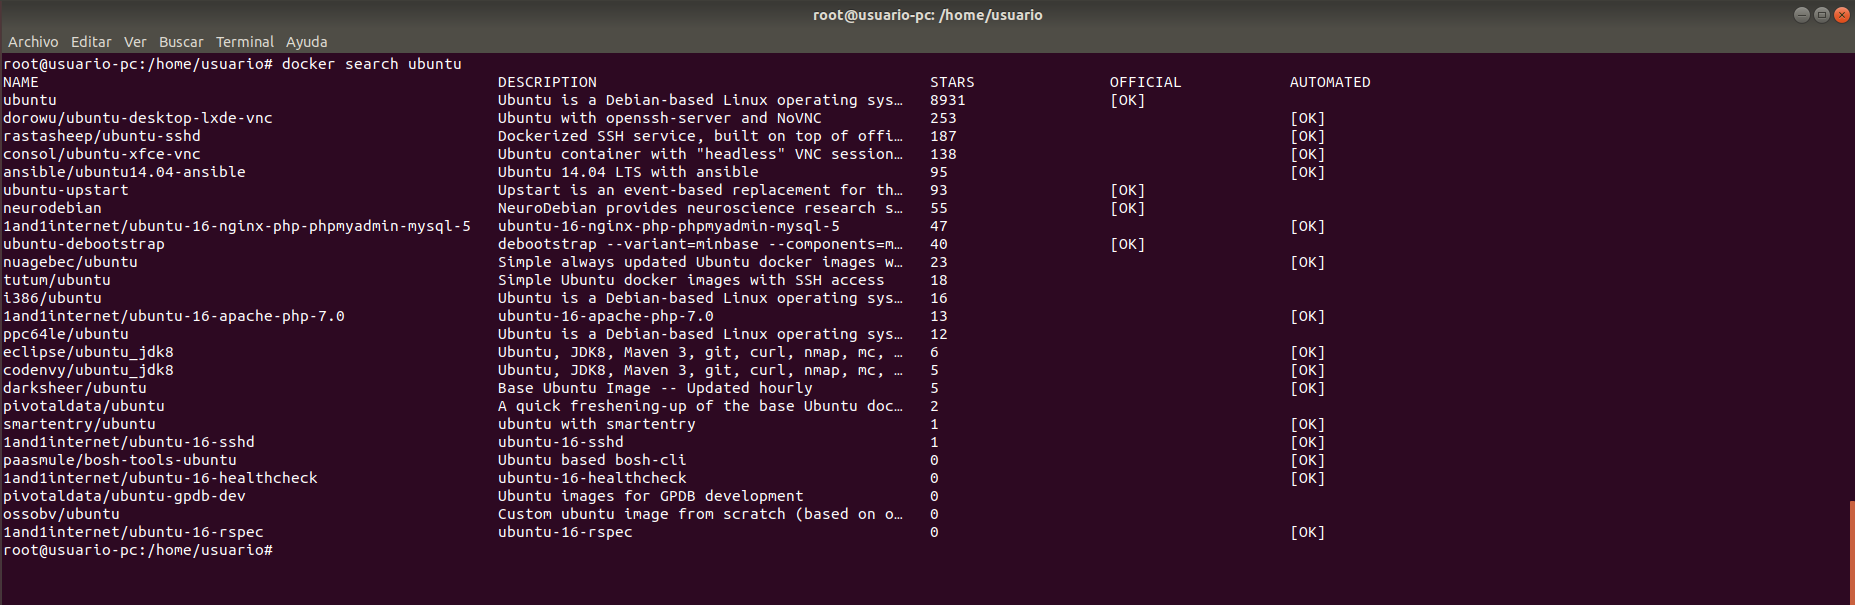 root@usuario-pc: /home/usuario
Archivo Editar Ver Buscar Terminal Ayuda
root@usuario-pc:/home/usuario# docker search ubuntu
NAME DESCRIPTION STARS OFFICIAL AUTOMATED
ubuntu Ubuntu is a Debian-based Linux operating sys… 8931 [OK]
dorowu/ubuntu-desktop-lxde-vnc Ubuntu with openssh-server and NoVNC 253 [OK]
rastasheep/ubuntu-sshd Dockerized SSH service, built on top of offi… 187 [OK]
consol/ubuntu-xfce-vnc Ubuntu container with "headless" VNC session… 138 [OK]
ansible/ubuntu14.04-ansible Ubuntu 14.04 LTS with ansible 95 [OK]
ubuntu-upstart Upstart is an event-based replacement for th… 93 [OK]
neurodebian NeuroDebian provides neuroscience research s… 55 [OK]
1and1internet/ubuntu-16-nginx-php-phpmyadmin-mysql-5 ubuntu-16-nginx-php-phpmyadmin-mysql-5 47 [OK]
ubuntu-debootstrap debootstrap --variant=minbase --components=m… 40 [OK]
nuagebec/ubuntu Simple always updated Ubuntu docker images w… 23 [OK]
tutum/ubuntu Simple Ubuntu docker images with SSH access 18
i386/ubuntu Ubuntu is a Debian-based Linux operating sys… 16
1and1internet/ubuntu-16-apache-php-7.0 ubuntu-16-apache-php-7.0 13 [OK]
ppc64le/ubuntu Ubuntu is a Debian-based Linux operating sys… 12
eclipse/ubuntu_jdk8 Ubuntu, JDK8, Maven 3, git, curl, nmap, mc, … 6 [OK]
codenvy/ubuntu_jdk8 Ubuntu, JDK8, Maven 3, git, curl, nmap, mc, … 5 [OK]
darksheer/ubuntu Base Ubuntu Image -- Updated hourly 5 [OK]
pivotaldata/ubuntu A quick freshening-up of the base Ubuntu doc… 2
smartentry/ubuntu ubuntu with smartentry 1 [OK]
1and1internet/ubuntu-16-sshd ubuntu-16-sshd 1 [OK]
paasmule/bosh-tools-ubuntu Ubuntu based bosh-cli 0 [OK]
1and1internet/ubuntu-16-healthcheck ubuntu-16-healthcheck 0 [OK]
pivotaldata/ubuntu-gpdb-dev Ubuntu images for GPDB development 0
ossobv/ubuntu Custom ubuntu image from scratch (based on o… 0
1and1internet/ubuntu-16-rspec ubuntu-16-rspec 0 [OK]
root@usuario-pc:/home/usuario#